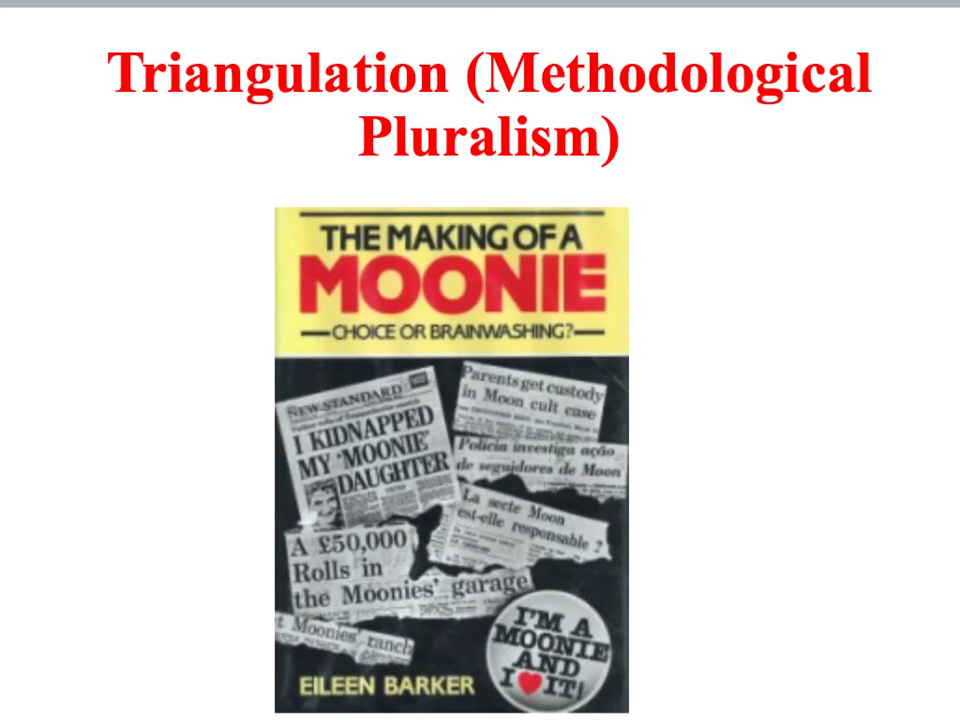 Triangulation (Methodological
Pluralism)
THE MAKING OF A
MOONIE
CHOICE OR BRAINWASHING?
NEW STANDARD
I KIDNAPPED
MY 'MOONIE'
DAUGHTER
Parents get custody
in Moon cult case
Polícia investiga ação
de seguidores de Moon
La secte Moon
est-elle responsable ?
A £50,000
Rolls in
the Moonies' garage
t Moonies' ranch
I'M A
MOONIE
AND
I ♥ IT!
EILEEN BARKER